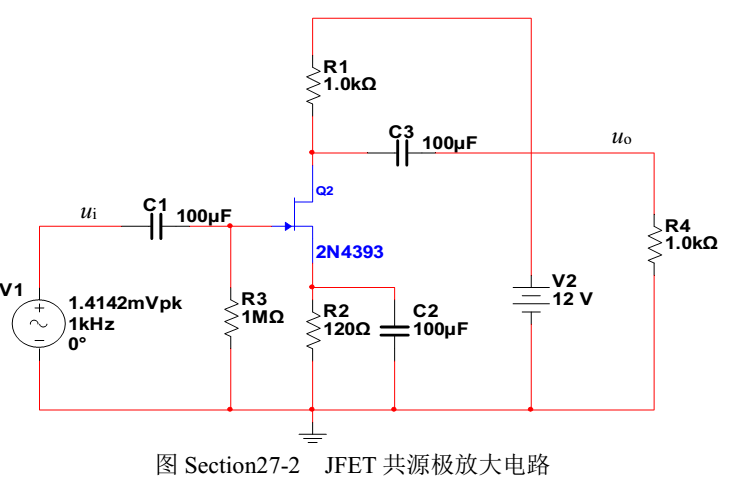 R1
1.0kΩ
C3
100µF
uo
Q2
ui
C1
100µF
R4
1.0kΩ
2N4393
V1
1.4142mVpk
1kHz
0°
R3
1MΩ
R2
120Ω
C2
100µF
V2
12 V
图 Section27-2 JFET 共源极放大电路